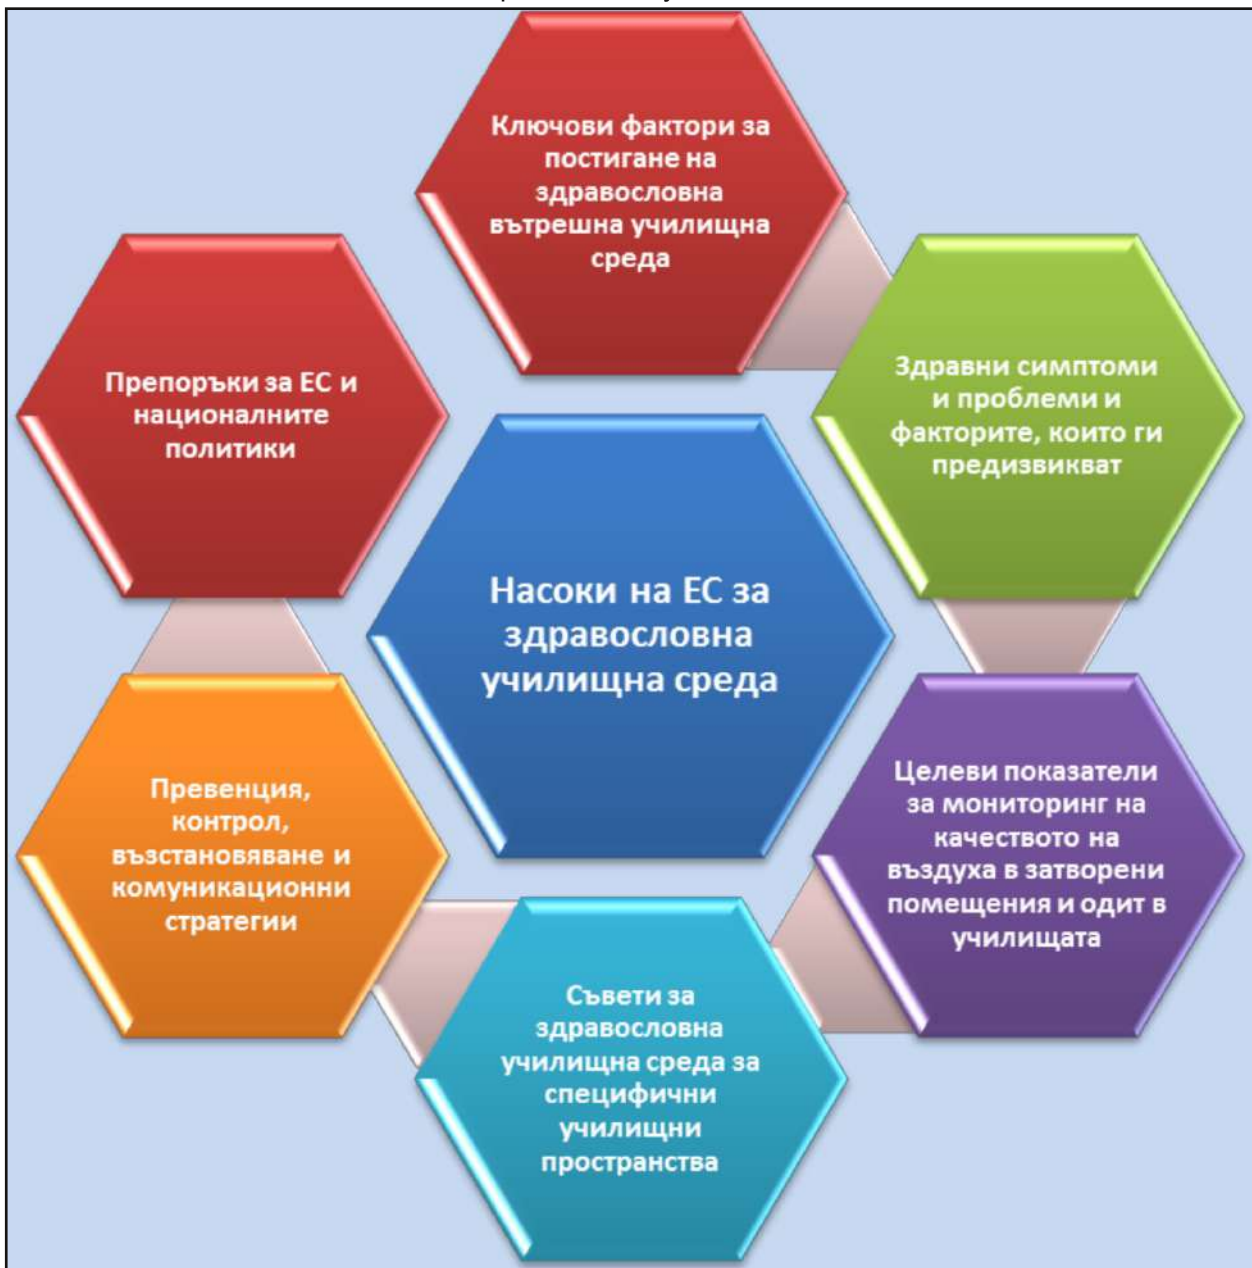 Ключови фактори за
постигане на
здравословна
вътрешна училищна
среда
Здравни симптоми
и проблеми и
факторите, които ги
предизвикват
Целеви показатели
за мониторинг на
качеството на
въздуха в затворени
помещения и одит в
училищата
Съвети за
здравословна
училищна среда за
специфични
училищни
пространства
Превенция,
контрол,
възстановяване и
комуникационни
стратегии
Препоръки за ЕС и
националните
политики
Насоки на ЕС за
здравословна
училищна среда